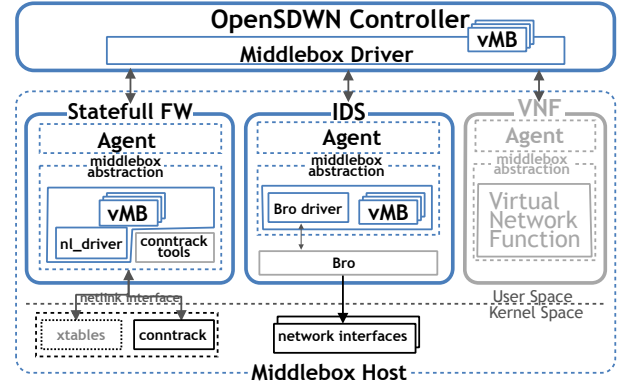 OpenSDWN Controller
vMB
Middlebox Driver
Statefull FW
IDS
VNF
Agent
Agent
Agent
middlebox
abstraction
middlebox
abstraction
middlebox
abstraction
vMB
nl_driver
conntrack
tools
Bro driver
vMB
Virtual
Network
Function
Bro
netlink interface
User Space
Kernel Space
xtables
conntrack
network interfaces
Middlebox Host